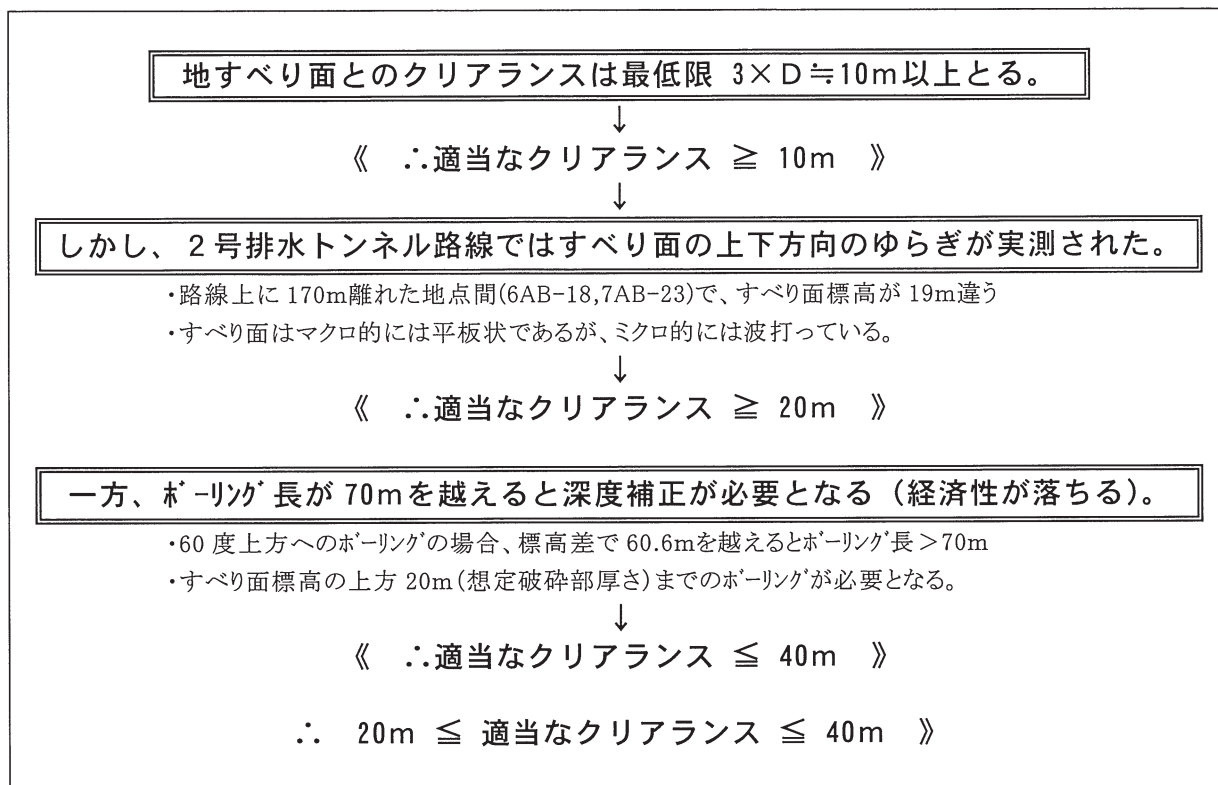 地すべり面とのクリアランスは最低限 3×D≒10m以上とる。
↓
《 ∴適当なクリアランス ≧ 10m 》
↓
しかし、２号排水トンネル路線ではすべり面の上下方向のゆらぎが実測された。
・路線上に 170m離れた地点間(6AB-18,7AB-23)で、すべり面標高が 19m違う
・すべり面はマクロ的には平板状であるが、ミクロ的には波打っている。
↓
《 ∴適当なクリアランス ≧ 20m 》
一方、ﾎﾞｰﾘﾝｸﾞ長が 70mを越えると深度補正が必要となる（経済性が落ちる）。
・60 度上方へのﾎﾞｰﾘﾝｸﾞの場合、標高差で 60.6mを越えるとﾎﾞｰﾘﾝｸﾞ長＞70m
・すべり面標高の上方 20m(想定破砕部厚さ)までのﾎﾞｰﾘﾝｸﾞが必要となる。
↓
《 ∴適当なクリアランス ≦ 40m 》
∴ 20m ≦ 適当なクリアランス ≦ 40m 》